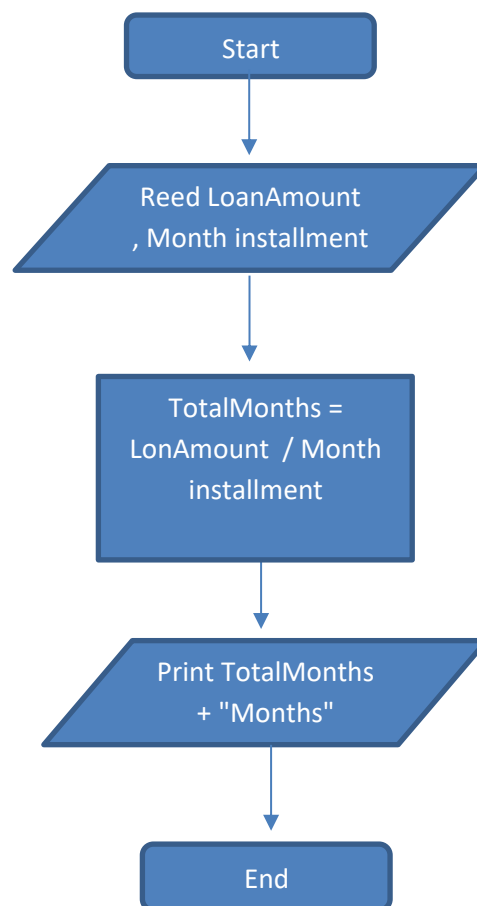 Start
Reed LoanAmount
, Month installment
TotalMonths =
LonAmount  / Month
installment
Print TotalMonths
+ "Months"
End